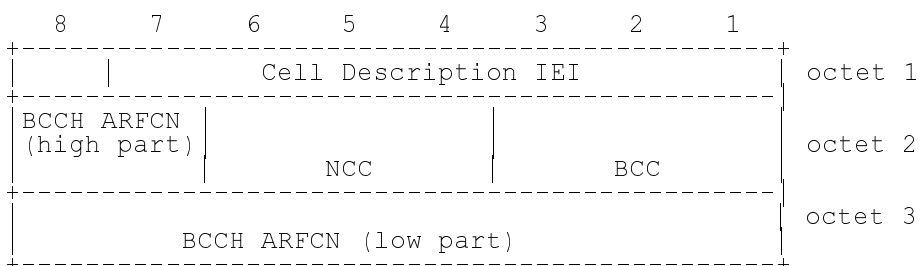 8 7 6 5 4 3 2 1
Cell Description IEI octet 1
BCCH ARFCN
(high part) octet 2
NCC BCC
octet 3
BCCH ARFCN (low part)